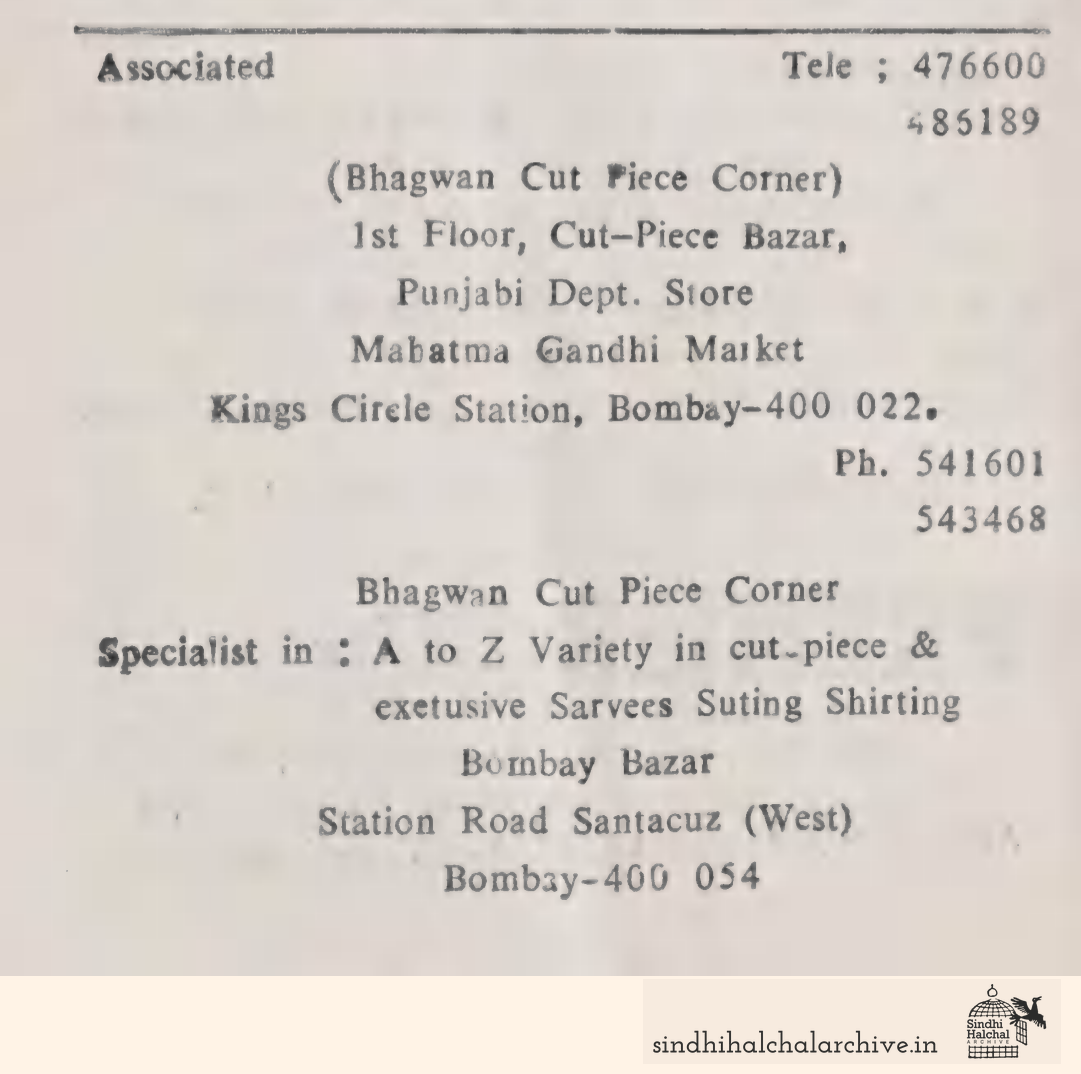 Associated Tele ; 476600
485189
(Bhagwan Cut Piece Corner)
1st Floor, Cut-Piece Bazar,
Punjabi Dept. Store
Mahatma Gandhi Market
Kings Circle Station, Bombay-400 022.
Ph. 541601
543468
Bhagwan Cut Piece Corner
Specialist in : A to Z Variety in cut-piece &
exetusive Sarvees Suting Shirting
Bombay Bazar
Station Road Santacuz (West)
Bombay-400 054
sindhihalchalarchive.in
Sindhi
Halchal
ARCHIVE